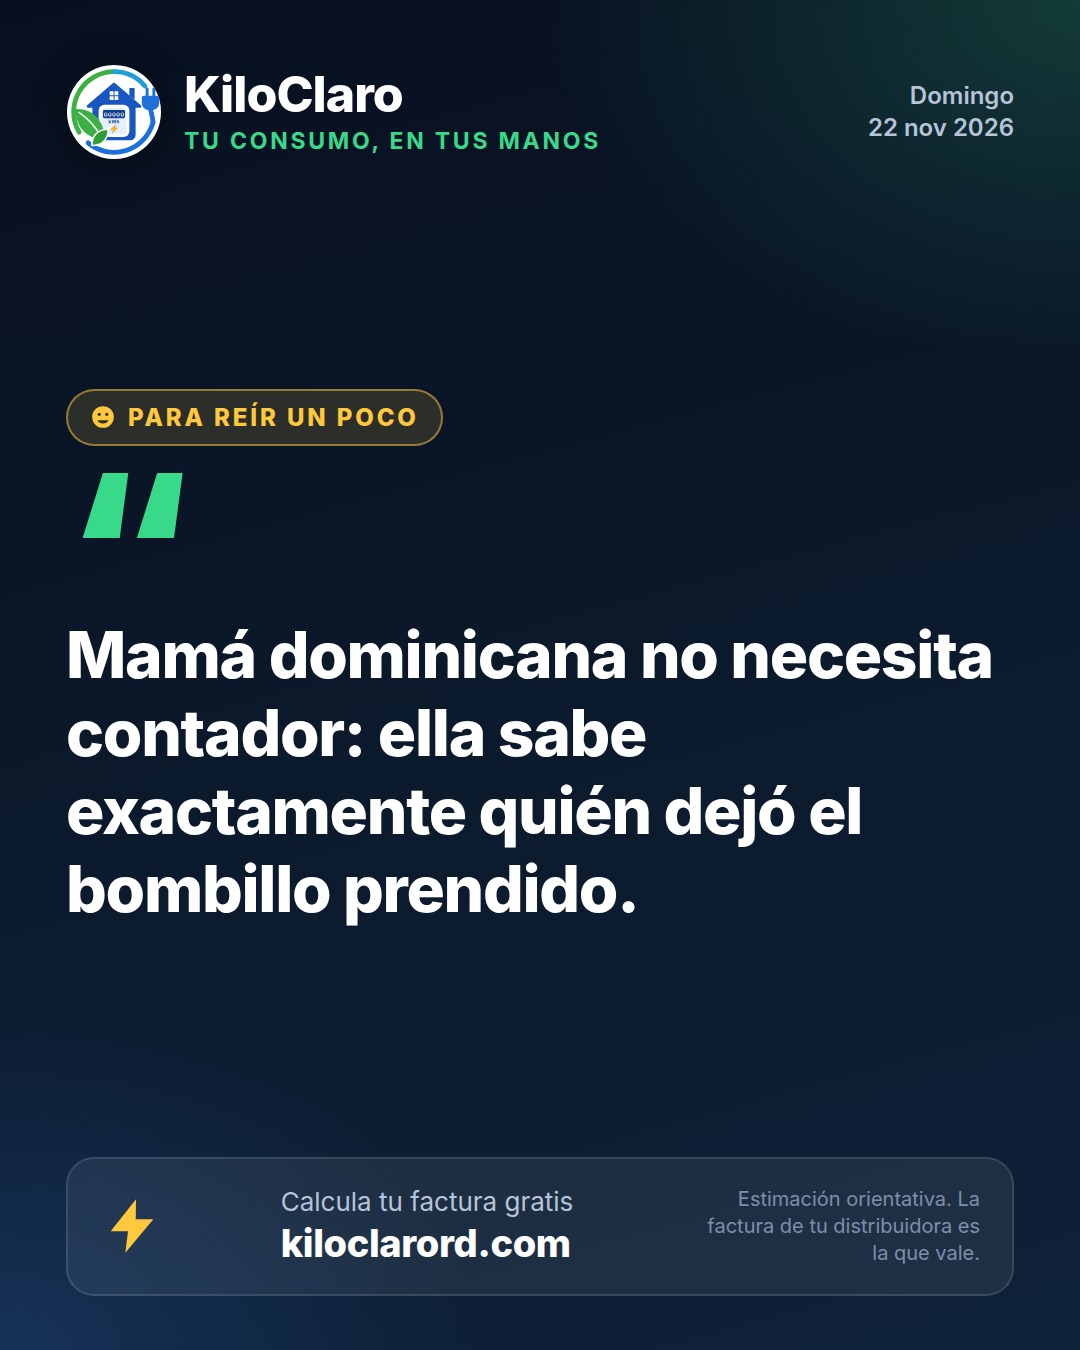 KiloClaro
TU CONSUMO, EN TUS MANOS
Domingo
22 nov 2026
PARA REÍR UN POCO
“
Mamá dominicana no necesita
contador: ella sabe
exactamente quién dejó el
bombillo prendido.
Calcula tu factura gratis
kiloclarord.com
Estimación orientativa. La
factura de tu distribuidora es
la que vale.